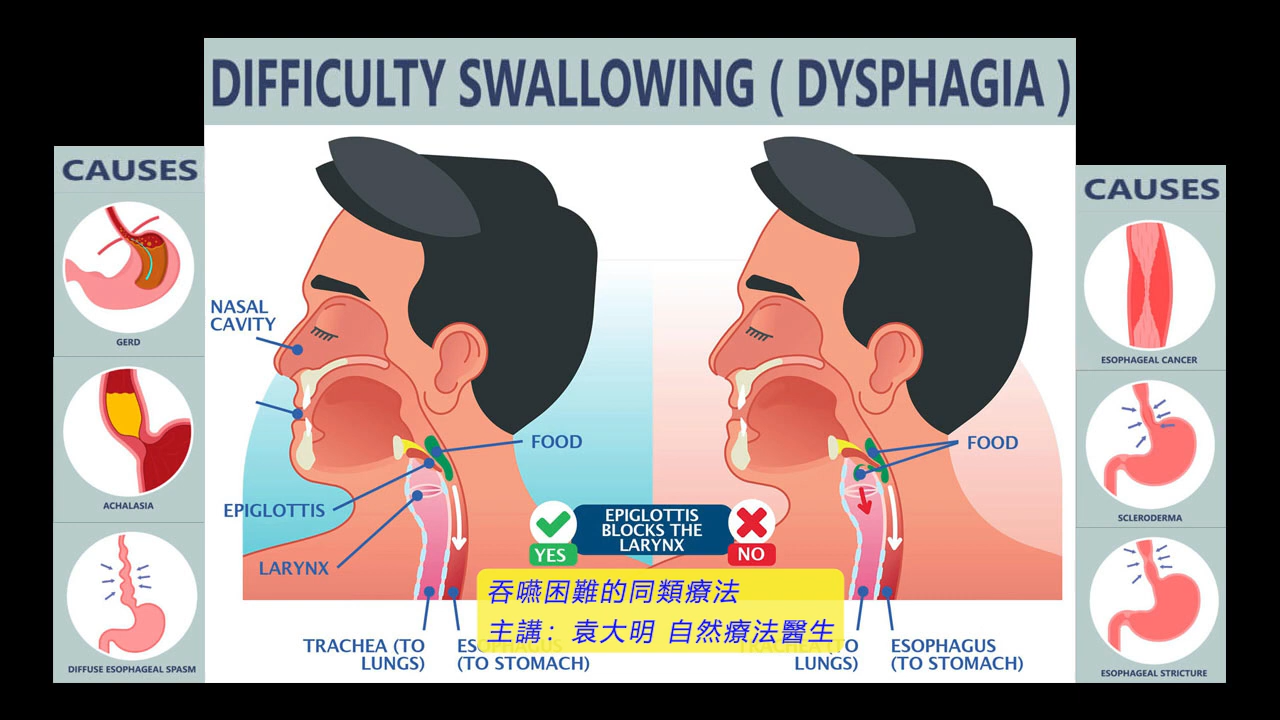 DIFFICULTY SWALLOWING ( DYSPHAGIA )
CAUSES
GERD
ACHALASIA
DIFFUSE ESOPHAGEAL SPASM
NASAL
CAVITY
FOOD
EPIGLOTTIS
LARYNX
TRACHEA (TO
LUNGS)
ESOPHAGUS
(TO STOMACH)
YES
EPIGLOTTIS
BLOCKS THE
LARYNX
NO
FOOD
TRACHEA (TO
LUNGS)
ESOPHAGUS
(TO STOMACH)
吞嚥困難的同類療法
主講：袁大明 自然療法醫生
CAUSES
ESOPHAGEAL CANCER
SCLERODERMA
ESOPHAGEAL STRICTURE